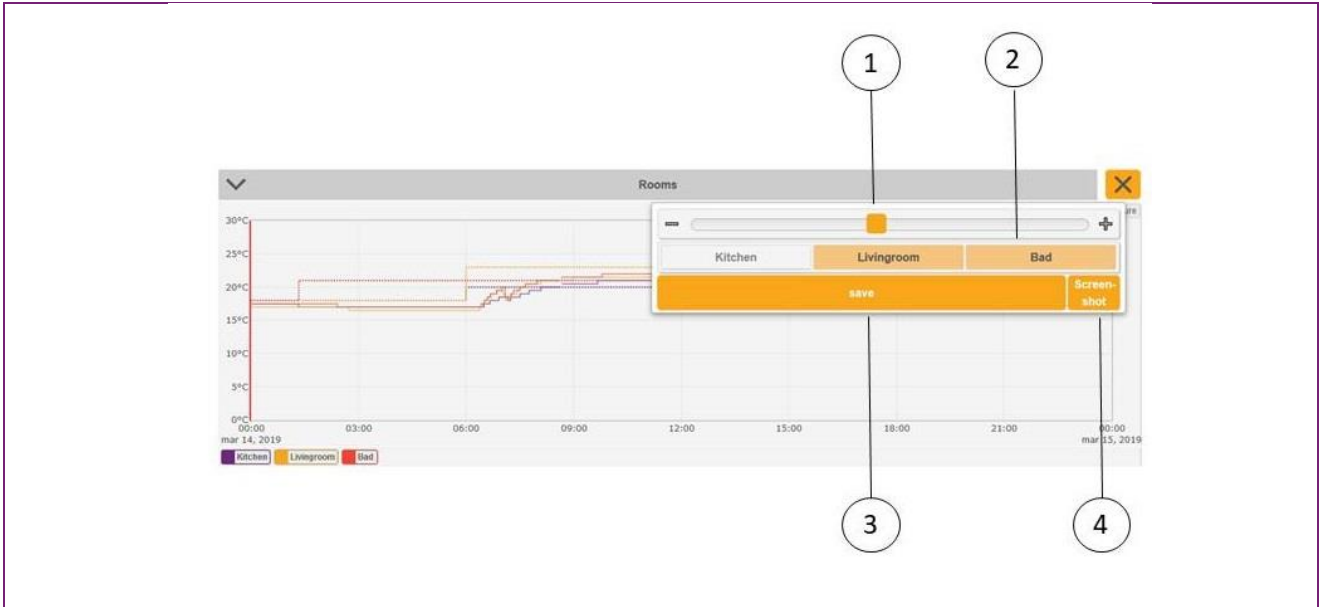 1
2
Rooms
30°C
25°C
20°C
15°C
10°C
5°C
0°C
Kitchen Livingroom Bad
save
Screen-
shot
00:00 03:00 06:00 09:00 12:00 15:00 18:00 21:00 00:00
mar 14, 2019 mar 15, 2019
Kitchen Livingroom Bad
3
4